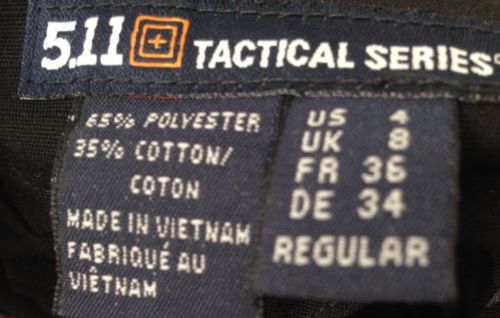 5.11 TACTICAL SERIES
65% POLYESTER
35% COTTON/
COTON
MADE IN VIETNAM
FABRIQUÉ AU
VIÊTNAM
US 4
UK 8
FR 36
DE 34
REGULAR